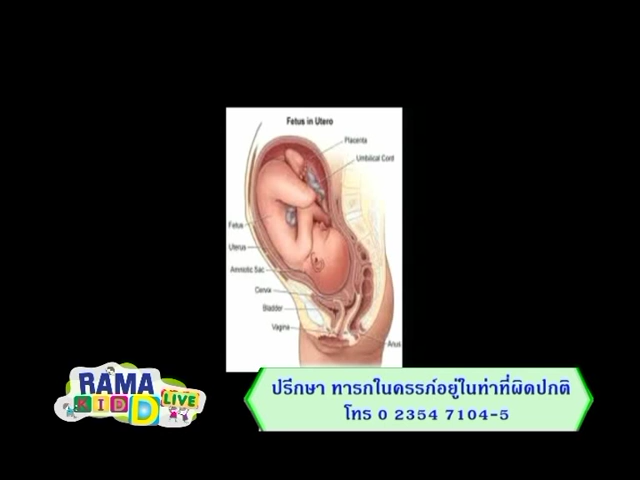 Fetus in Utero
Placenta
Umbilical Cord
Fetus
Uterus
Amniotic Sac
Cervix
Bladder
Vagina
Anus
RAMA
KIDD
LIVE
ปรึกษา ทารกในครรภ์อยู่ในท่าที่ผิดปกติ
โทร 0 2354 7104-5